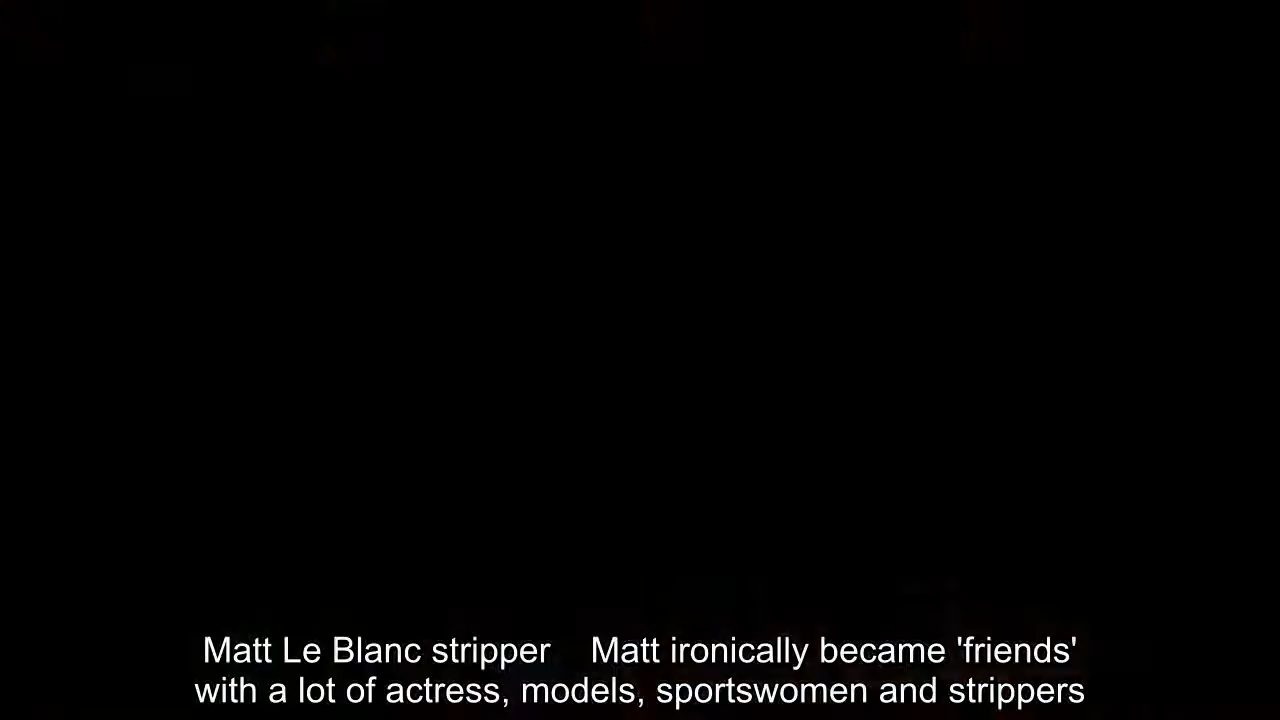 Matt Le Blanc stripper    Matt ironically became 'friends'
with a lot of actress, models, sportswomen and strippers